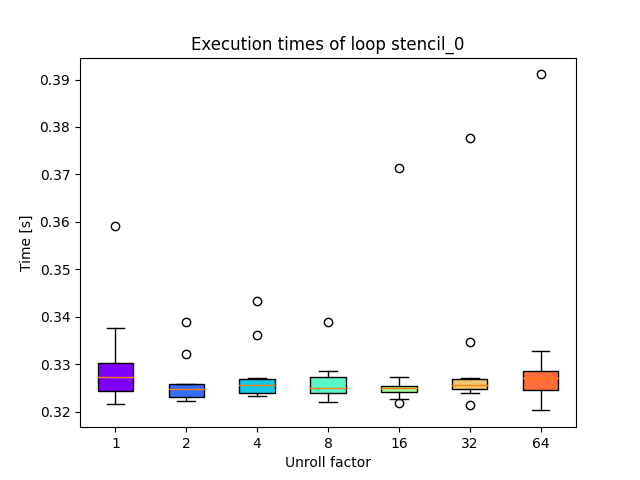 Execution times of loop stencil_0
0.39
0.38
0.37
0.36
0.35
0.34
0.33
0.32
Time [s]
1 2 4 8 16 32 64
Unroll factor